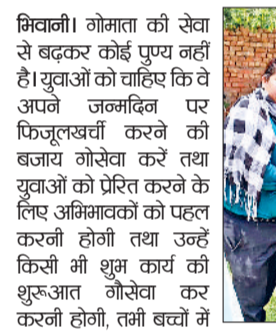 भिवानी। गोमाता की सेवा
से बढ़कर कोई पुण्य नहीं
है। युवाओं को चाहिए कि वे
अपने जन्मदिन पर
फिजूलखर्ची करने की
बजाय गोसेवा करें तथा
युवाओं को प्रेरित करने के
लिए अभिभावकों को पहल
करनी होगी तथा उन्हें
किसी भी शुभ कार्य की
शुरूआत गौसेवा कर
करनी होगी, तभी बच्चों में